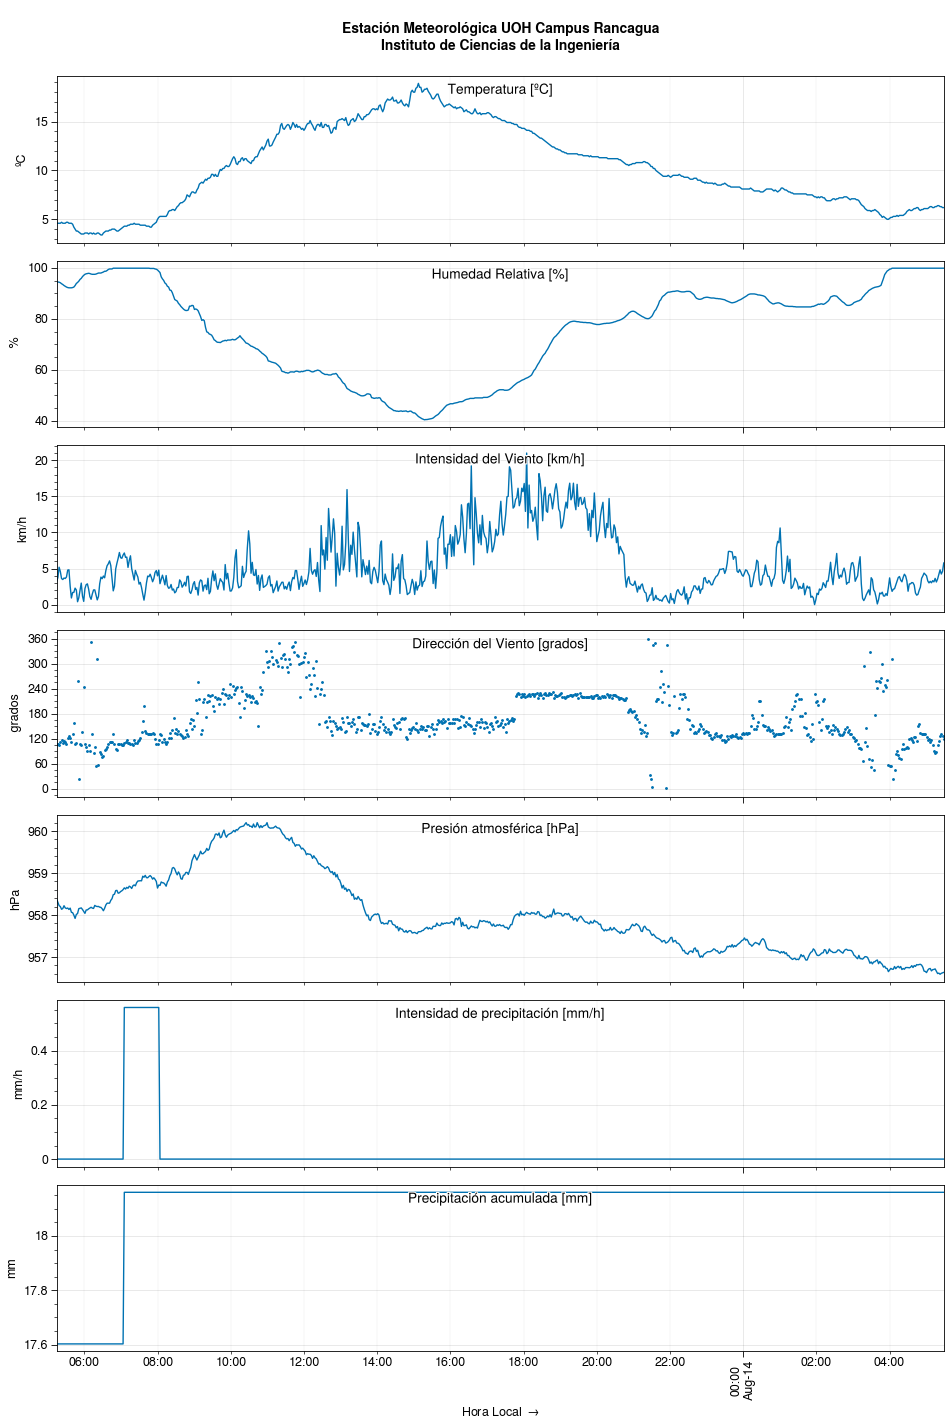 Estación Meteorológica UOH Campus Rancagua
Instituto de Ciencias de la Ingeniería
Temperatura [ºC]
ºC
15
10
5
Humedad Relativa [%]
%
100
80
60
40
Intensidad del Viento [km/h]
km/h
20
15
10
5
0
Dirección del Viento [grados]
grados
360
300
240
180
120
60
0
Presión atmosférica [hPa]
hPa
960
959
958
957
Intensidad de precipitación [mm/h]
mm/h
0.4
0.2
0
Precipitación acumulada [mm]
mm
18
17.8
17.6
06:00 08:00 10:00 12:00 14:00 16:00 18:00 20:00 22:00 00:00 02:00 04:00
Aug-14
Hora Local →